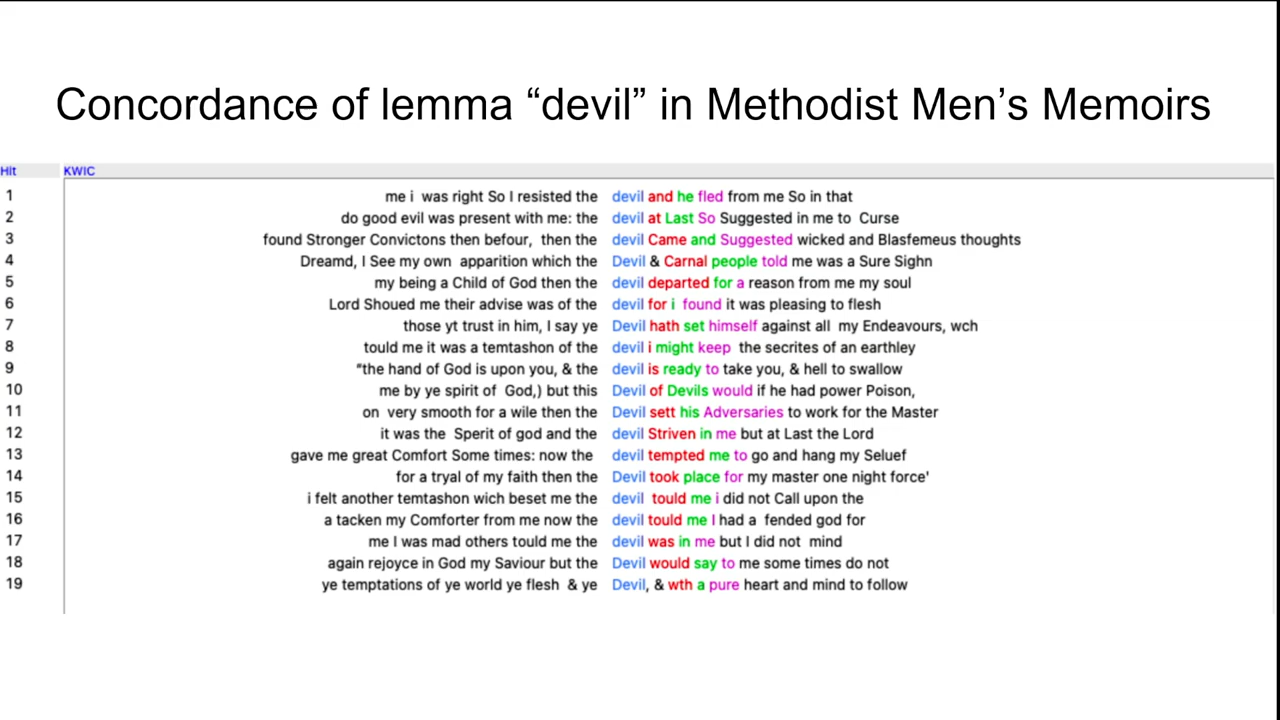 Concordance of lemma “devil” in Methodist Men’s Memoirs
Hit KWIC
1 me i was right So I resisted the devil and he fled from me So in that
2 do good evil was present with me: the devil at Last So Suggested in me to Curse
3 found Stronger Convictons then befour, then the devil Came and Suggested wicked and Blasfemeus thoughts
4 Dreamd, I See my own apparition which the Devil & Carnal people told me was a Sure Sighn
5 my being a Child of God then the devil departed for a reason from me my soul
6 Lord Shoued me their advise was of the devil for i found it was pleasing to flesh
7 those yt trust in him, I say ye Devil hath set himself against all my Endeavours, wch
8 tould me it was a temtashon of the devil i might keep the secrites of an earthley
9 “the hand of God is upon you, & the devil is ready to take you, & hell to swallow
10 me by ye spirit of God,) but this Devil of Devils would if he had power Poison,
11 on very smooth for a wile then the Devil sett his Adversaries to work for the Master
12 it was the Sperit of god and the devil Striven in me but at Last the Lord
13 gave me great Comfort Some times: now the devil tempted me to go and hang my Seluef
14 for a tryal of my faith then the Devil took place for my master one night force'
15 i felt another temtashon wich beset me the devil tould me i did not Call upon the
16 a tacken my Comforter from me now the devil tould me I had a fended god for
17 me I was mad others tould me the devil was in me but I did not mind
18 again rejoyce in God my Saviour but the Devil would say to me some times do not
19 ye temptations of ye world ye flesh & ye Devil, & wth a pure heart and mind to follow